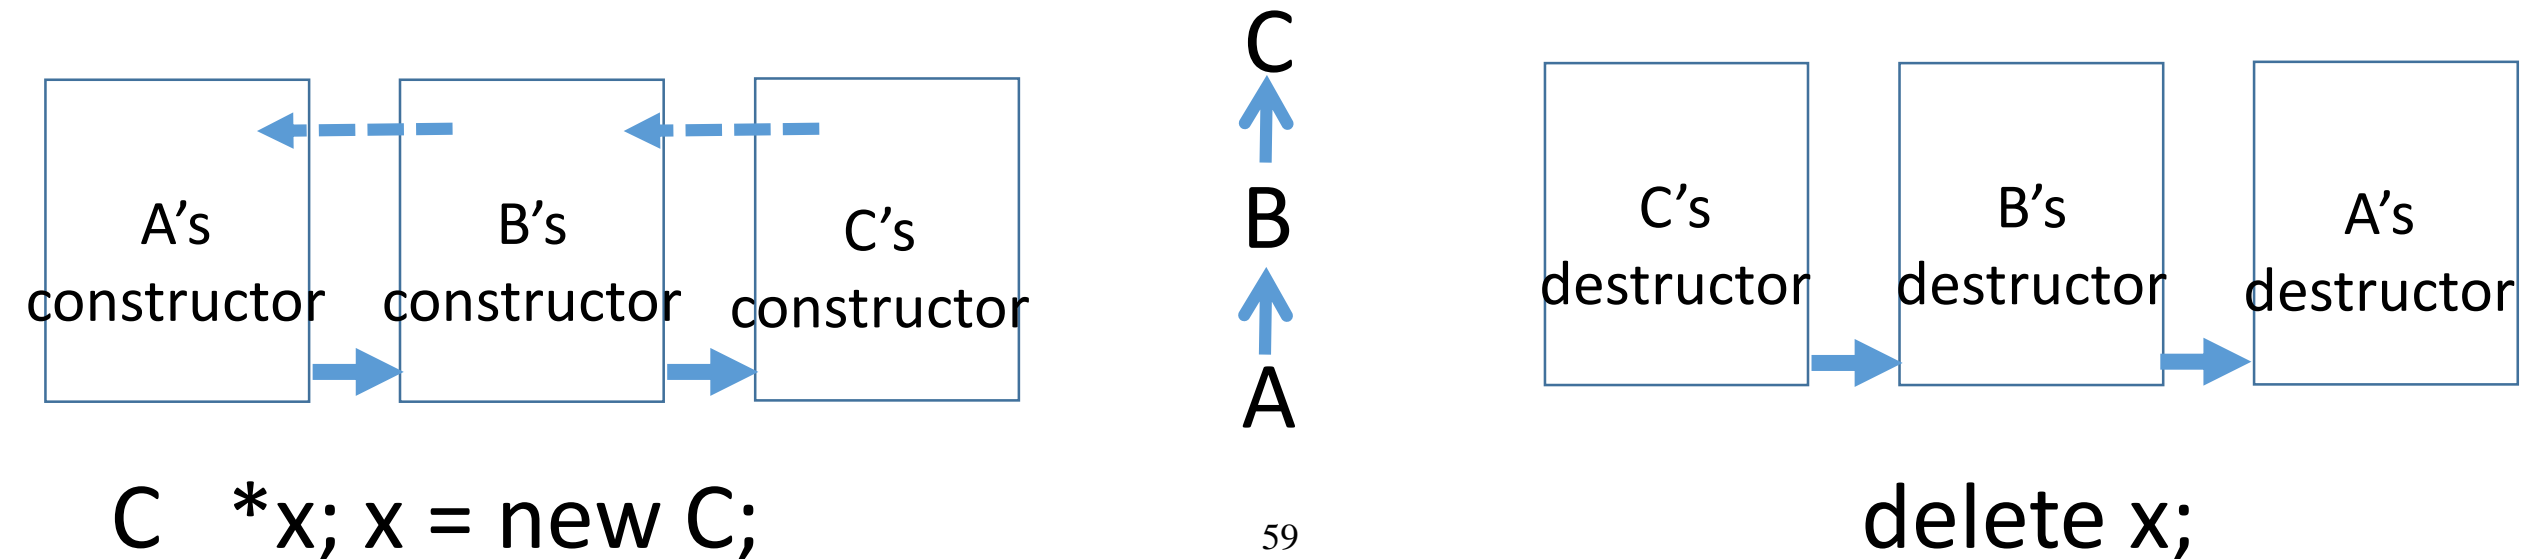 A's
constructor
B's
constructor
C's
constructor
C *x; x = new C;
C
B
A
59
C's
destructor
B's
destructor
A's
destructor
delete x;